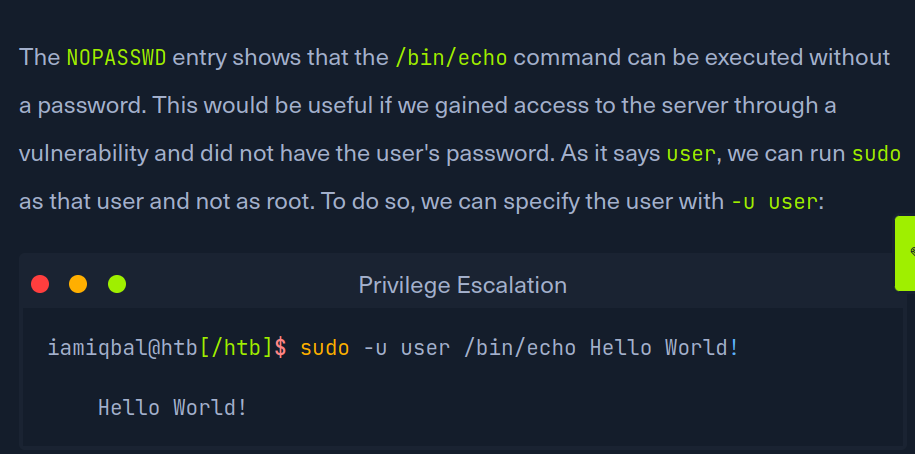 The NOPASSWD entry shows that the /bin/echo command can be executed without
a password. This would be useful if we gained access to the server through a
vulnerability and did not have the user's password. As it says user, we can run sudo
as that user and not as root. To do so, we can specify the user with -u user:
Privilege Escalation
iamiqbal@htb[/htb]$ sudo -u user /bin/echo Hello World!
Hello World!